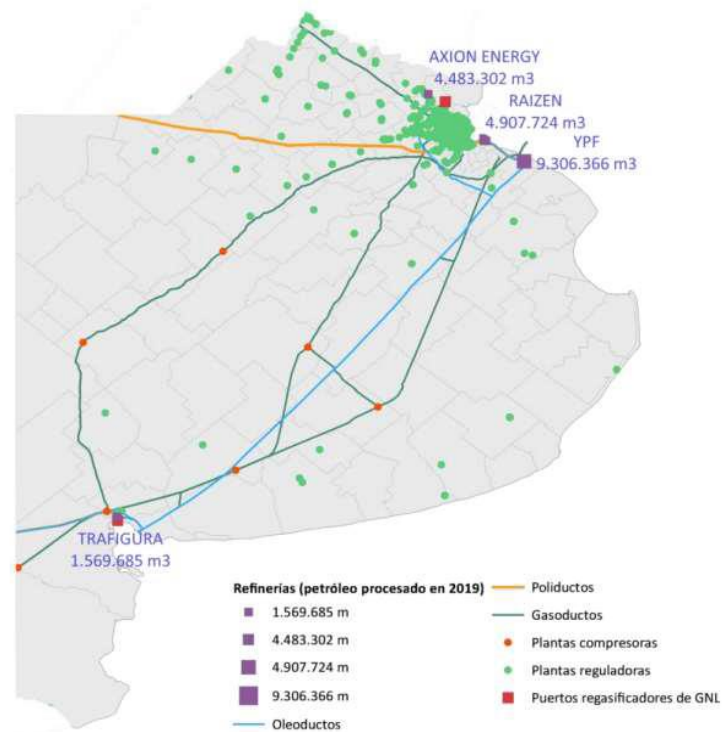 AXION ENERGY
4.483.302 m3
RAIZEN
4.907.724 m3
YPF
9.306.366 m3
TRAFIGURA
1.569.685 m3
Refinerías (petróleo procesado en 2019)
1.569.685 m
4.483.302 m
4.907.724 m
9.306.366 m
Oleoductos
Poliductos
Gasoductos
Plantas compresoras
Plantas reguladoras
Puertos regasificadores de GNL